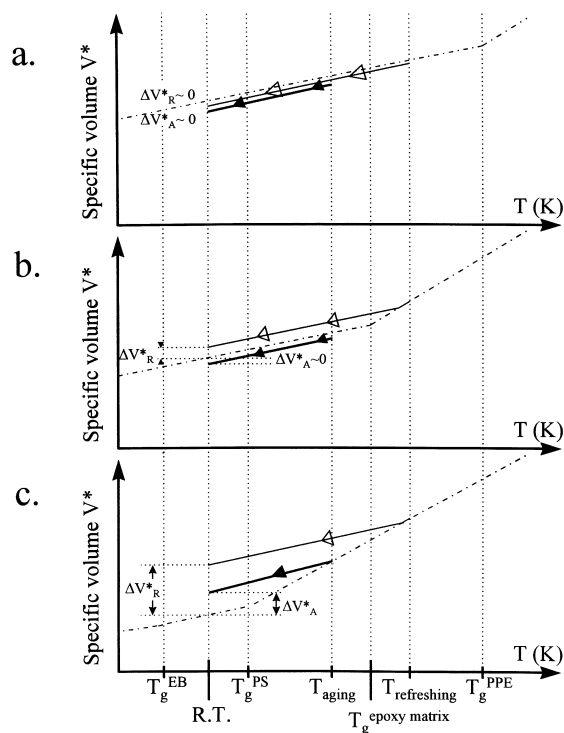 a.
Specific volume V*
ΔV*R~ 0
ΔV*A~ 0
T (K)
b.
Specific volume V*
ΔV*R
ΔV*A~0
T (K)
c.
Specific volume V*
ΔV*R
ΔV*A
T (K)
TgEB
R.T.
TgPS
Taging
Tgepoxy matrix
Trefreshing
TgPPE